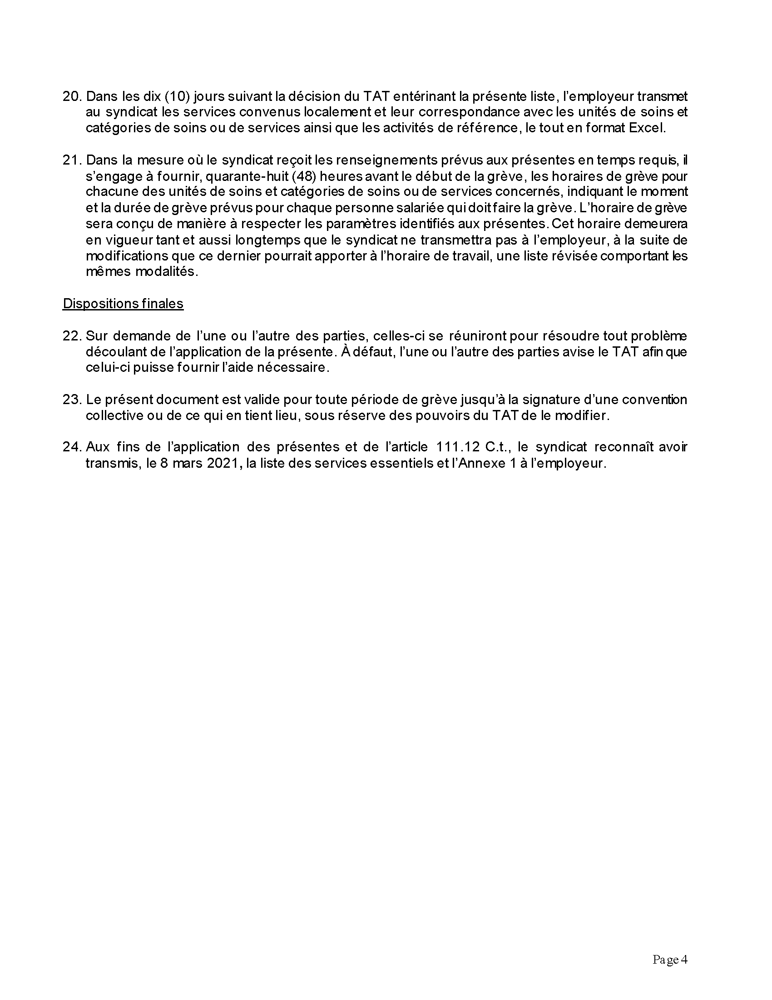 20. Dans les dix (10) jours suivant la décision du TAT entérinant la présente liste, l’employeur transmet
au syndicat les services convenus localement et leur correspondance avec les unités de soins et
catégories de soins ou de services ainsi que les activités de référence, le tout en format Excel.
21. Dans la mesure où le syndicat reçoit les renseignements prévus aux présentes en temps requis, il
s’engage à fournir, quarante-huit (48) heures avant le début de la grève, les horaires de grève pour
chacune des unités de soins et catégories de soins ou de services concernés, indiquant le moment
et la durée de grève prévus pour chaque personne salariée qui doit faire la grève. L’horaire de grève
sera conçu de manière à respecter les paramètres identifiés aux présentes. Cet horaire demeurera
en vigueur tant et aussi longtemps que le syndicat ne transmettra pas à l’employeur, à la suite de
modifications que ce dernier pourrait apporter à l’horaire de travail, une liste révisée comportant les
mêmes modalités.
Dispositions finales
22. Sur demande de l’une ou l’autre des parties, celles-ci se réuniront pour résoudre tout problème
découlant de l’application de la présente. À défaut, l’une ou l’autre des parties avise le TAT afin que
celui-ci puisse fournir l’aide nécessaire.
23. Le présent document est valide pour toute période de grève jusqu’à la signature d’une convention
collective ou de ce qui en tient lieu, sous réserve des pouvoirs du TAT de le modifier.
24. Aux fins de l’application des présentes et de l’article 111.12 C.t., le syndicat reconnaît avoir
transmis, le 8 mars 2021, la liste des services essentiels et l’Annexe 1 à l’employeur.
Page 4